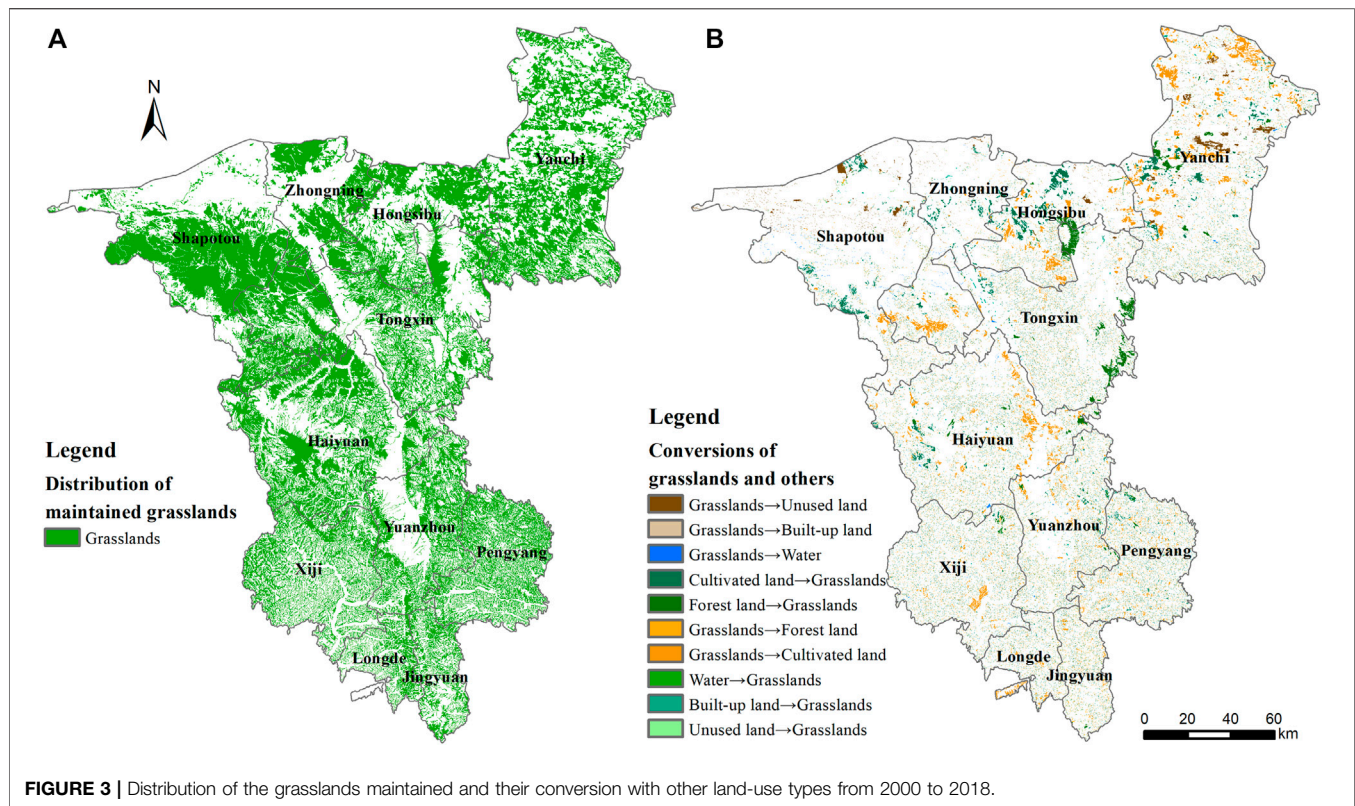 A
N
Yanchi
Zhongning
Hongsibu
Shapotou
Tongxin
Haiyuan
Yuanzhou
Pengyang
Xiji
Longde
Jingyuan
Legend
Distribution of
maintained grasslands
Grasslands
B
Yanchi
Zhongning
Hongsibu
Shapotou
Tongxin
Haiyuan
Yuanzhou
Pengyang
Xiji
Longde
Jingyuan
Legend
Conversions of
grasslands and others
Grasslands→Unused land
Grasslands→Built-up land
Grasslands→Water
Cultivated land→Grasslands
Forest land→Grasslands
Grasslands→Forest land
Grasslands→Cultivated land
Water→Grasslands
Built-up land→Grasslands
Unused land→Grasslands
0 20 40 60
km
FIGURE 3 | Distribution of the grasslands maintained and their conversion with other land-use types from 2000 to 2018.